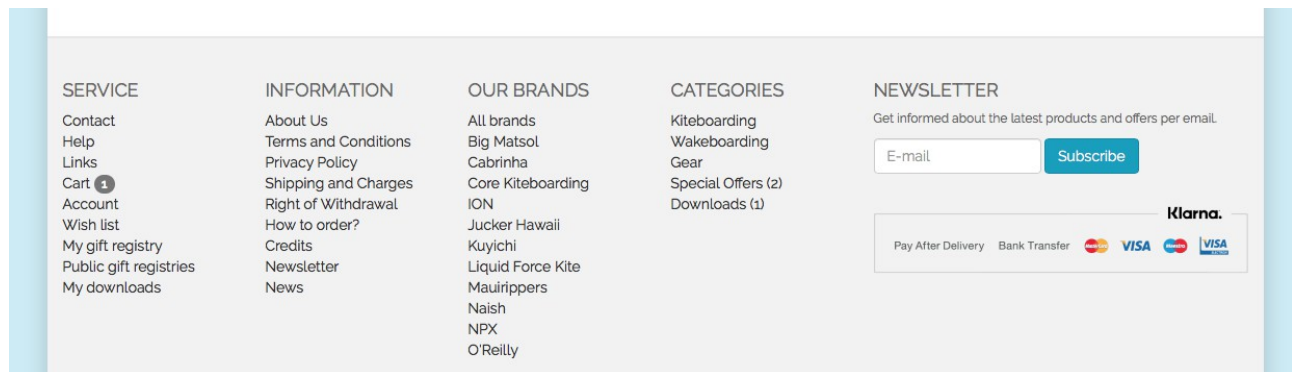 SERVICE
Contact
Help
Links
Cart 1
Account
Wish list
My gift registry
Public gift registries
My downloads
INFORMATION
About Us
Terms and Conditions
Privacy Policy
Shipping and Charges
Right of Withdrawal
How to order?
Credits
Newsletter
News
OUR BRANDS
All brands
Big Matsol
Cabrinha
Core Kiteboarding
ION
Jucker Hawaii
Kuyichi
Liquid Force Kite
Mauirippers
Naish
NPX
O'Reilly
CATEGORIES
Kiteboarding
Wakeboarding
Gear
Special Offers (2)
Downloads (1)
NEWSLETTER
Get informed about the latest products and offers per email.
E-mail
Subscribe
Klarna.
Pay After Delivery Bank Transfer MasterCard VISA Maestro VISA